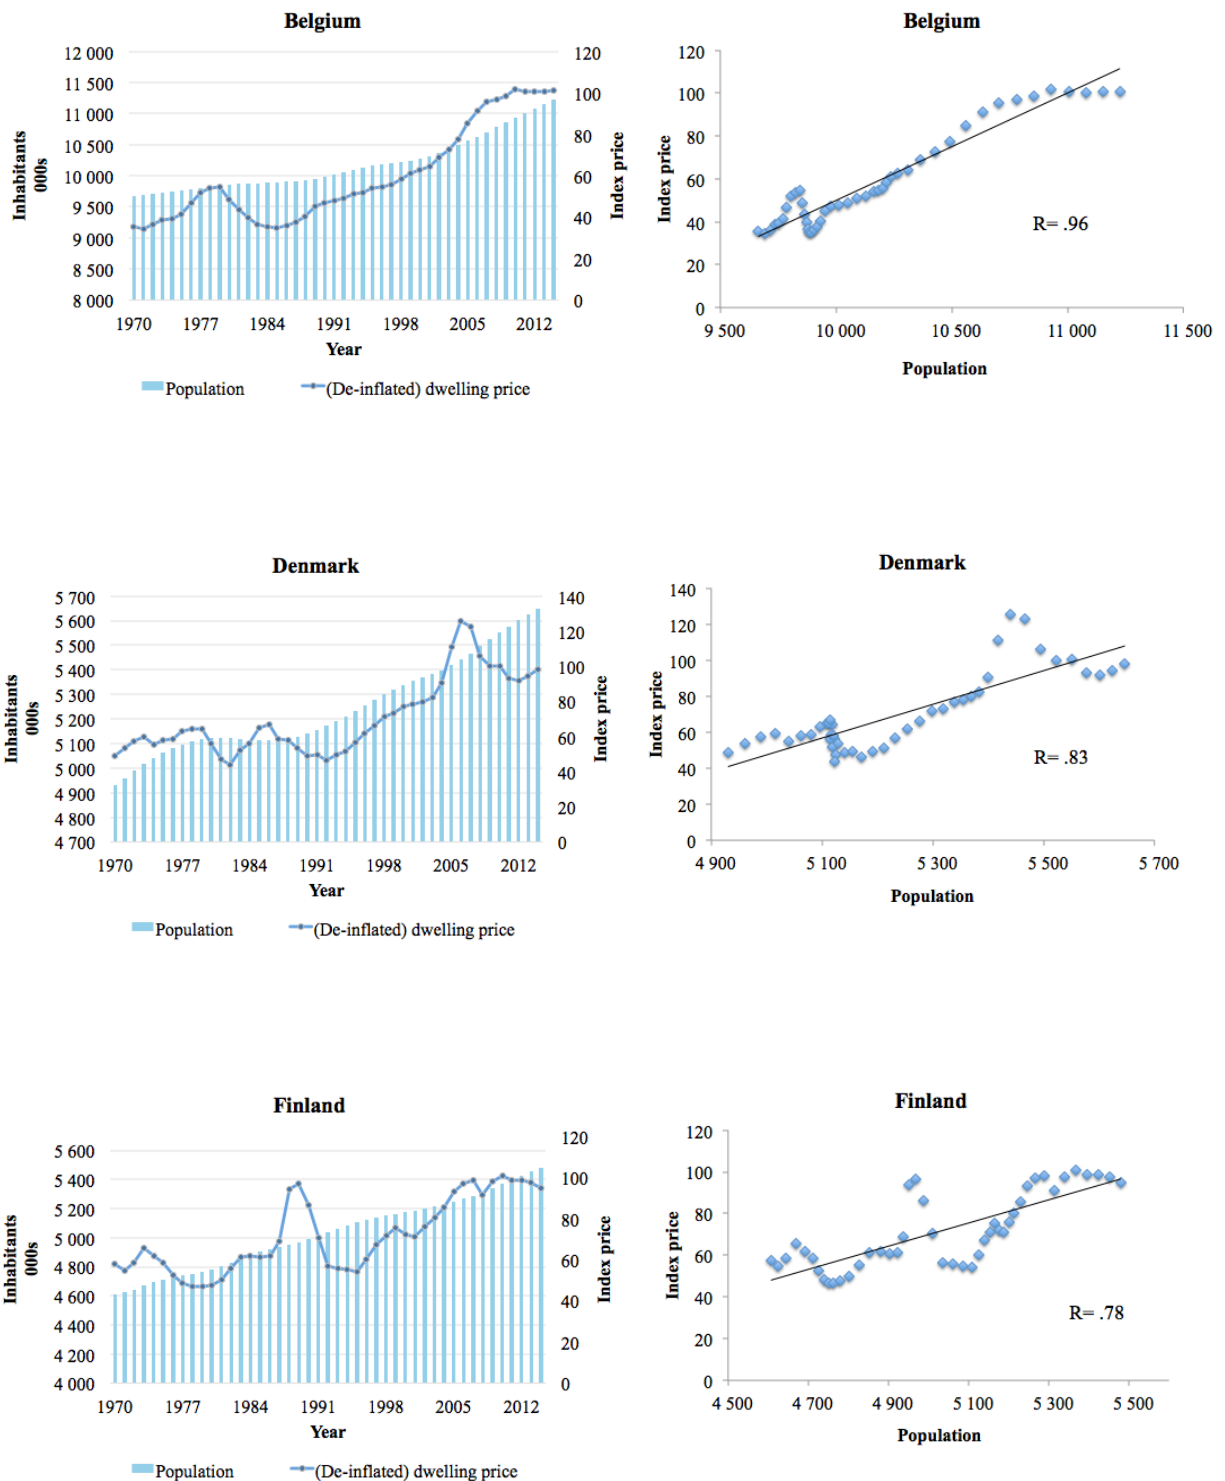 Belgium
12 000
11 500
11 000
10 500
10 000
9 500
9 000
8 500
8 000
Inhabitants
000s
120
100
80
60
40
20
0
Index price
1970 1977 1984 1991 1998 2005 2012
Year
Population (De-inflated) dwelling price
120
100
80
60
40
20
0
Index price
R= .96
9 500 10 000 10 500 11 000 11 500
Population
Denmark
5 700
5 600
5 500
5 400
5 300
5 200
5 100
5 000
4 900
4 800
4 700
Inhabitants
000s
140
120
100
80
60
40
20
0
Index price
1970 1977 1984 1991 1998 2005 2012
Year
Population (De-inflated) dwelling price
Denmark
140
120
100
80
60
40
20
0
Index price
R= .83
4 900 5 100 5 300 5 500 5 700
Population
Finland
5 600
5 400
5 200
5 000
4 800
4 600
4 400
4 200
4 000
Inhabitants
000s
120
100
80
60
40
20
0
Index price
1970 1977 1984 1991 1998 2005 2012
Year
Population (De-inflated) dwelling price
Finland
120
100
80
60
40
20
0
Index price
R= .78
4 500 4 700 4 900 5 100 5 300 5 500
Population